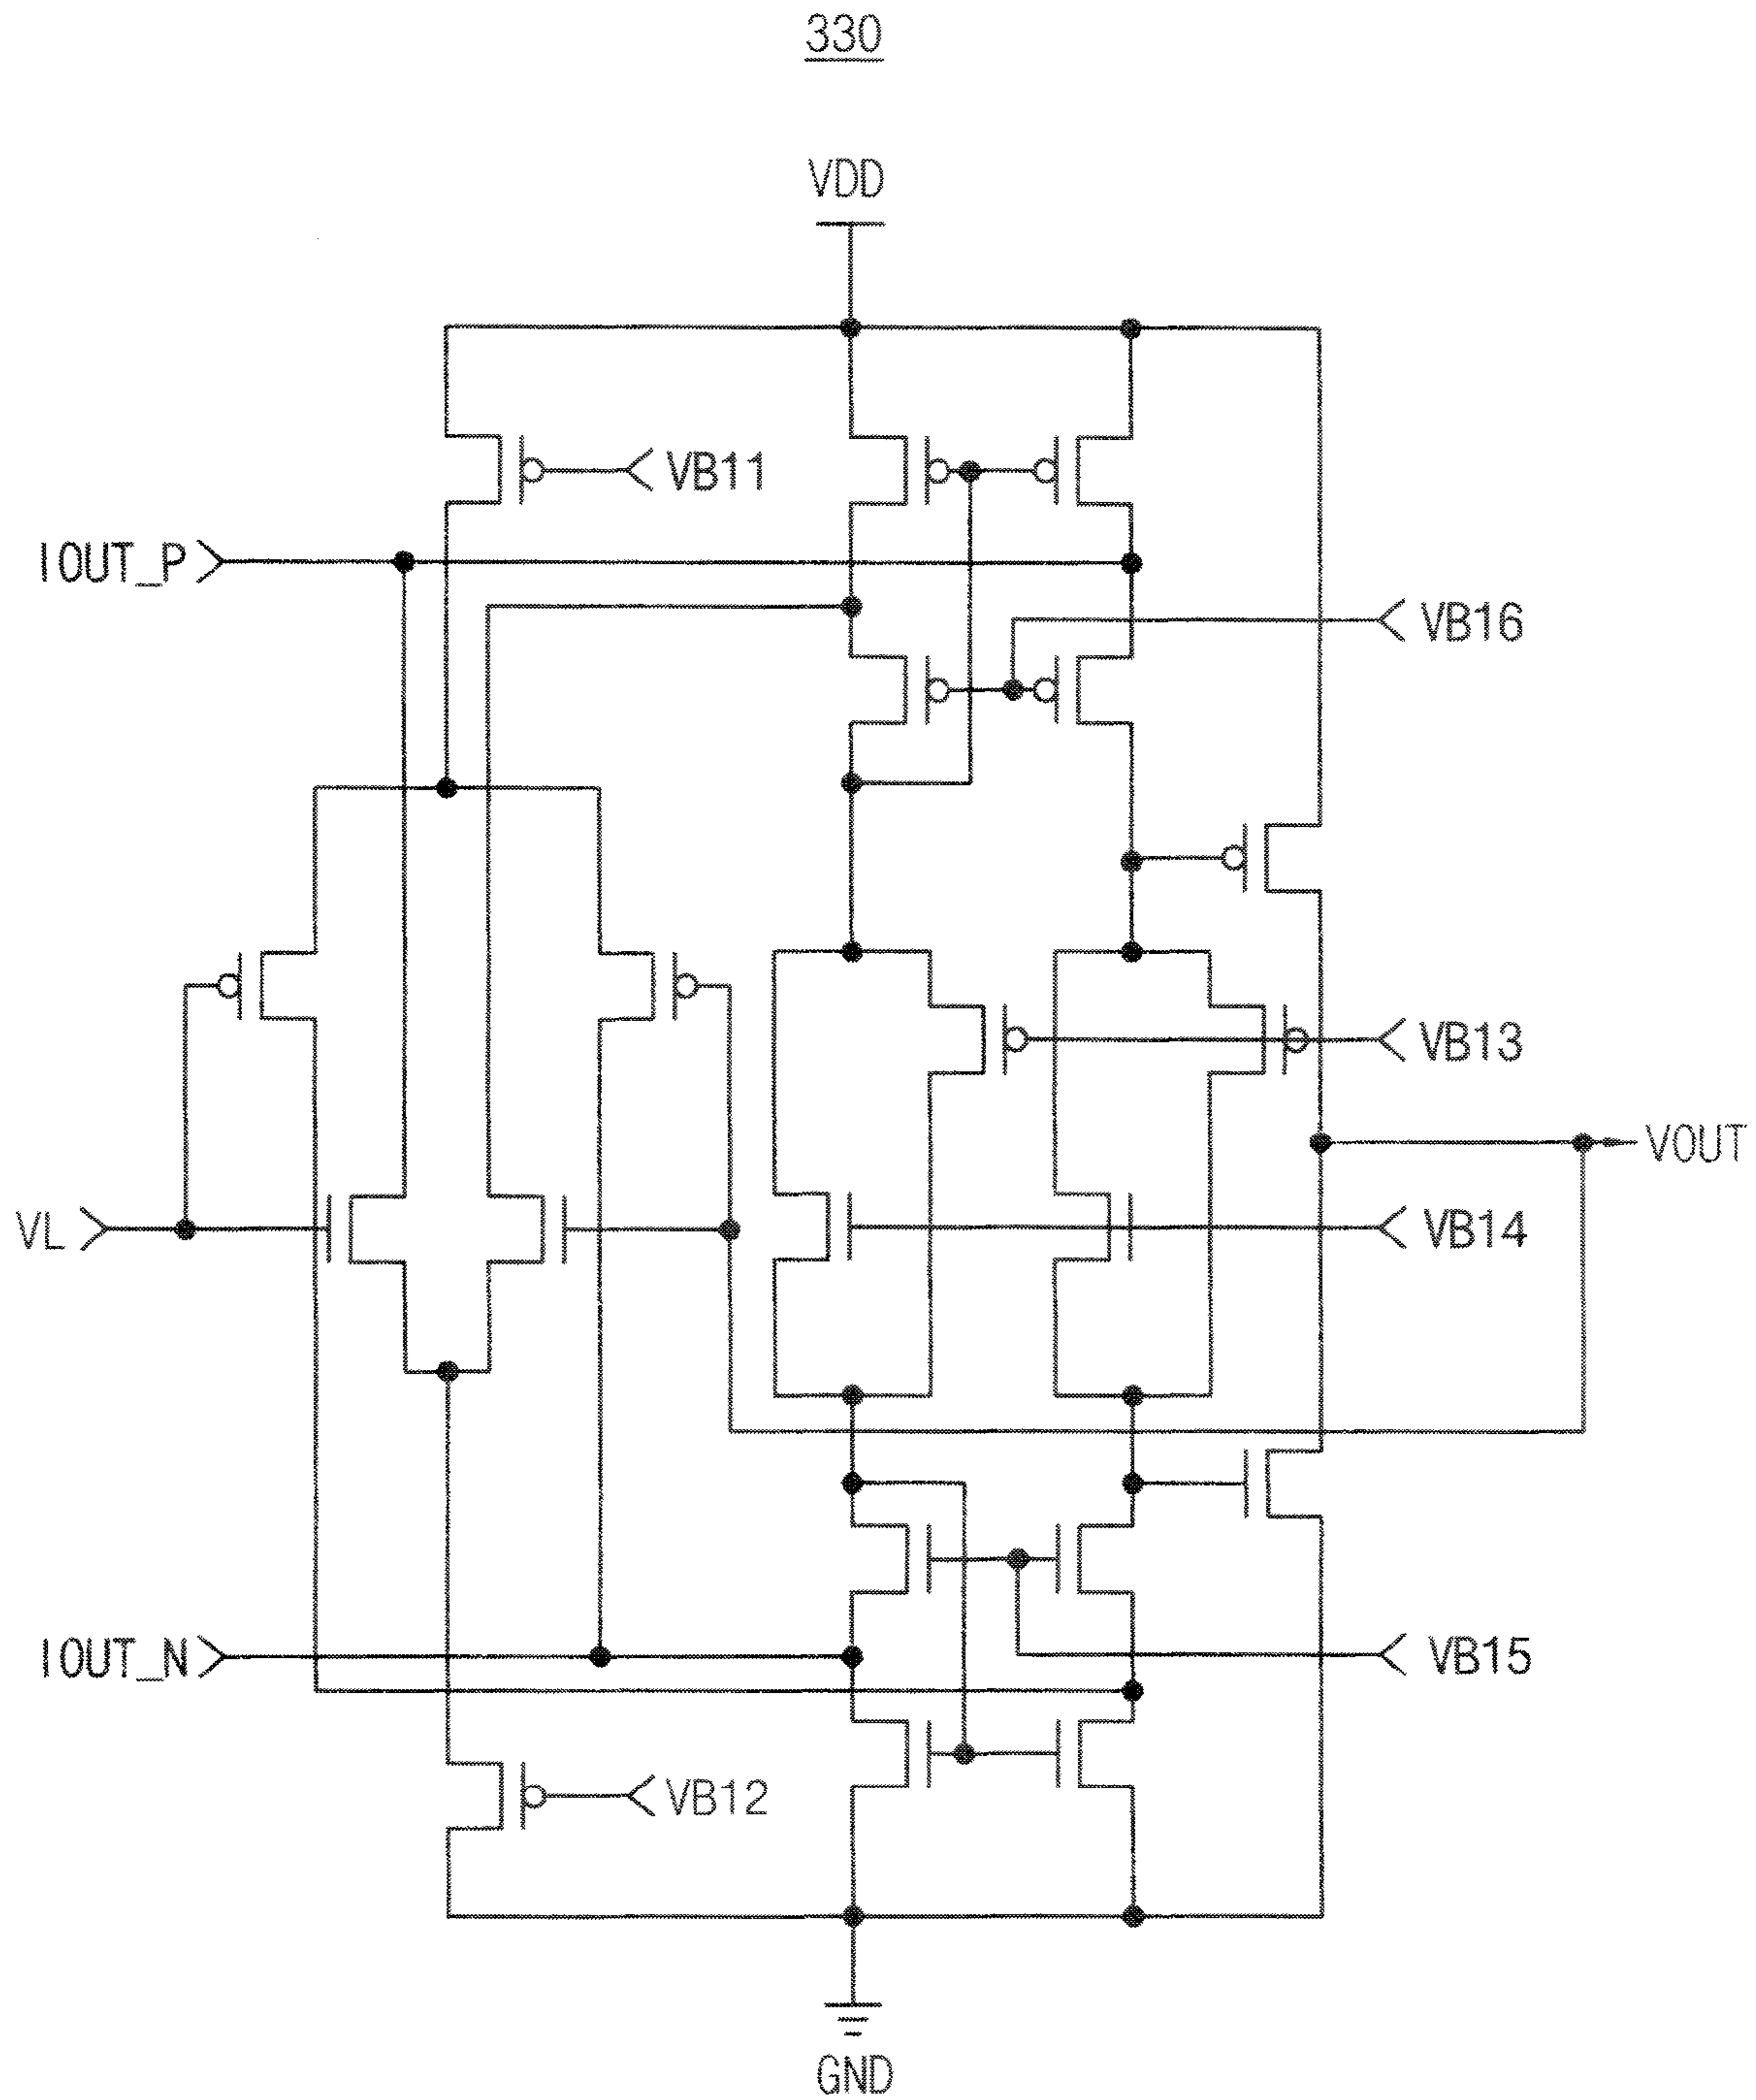 330
VDD
VB11
IOUT_P
VB16
VB13
VOUT
VL
VB14
IOUT_N
VB15
VB12
GND